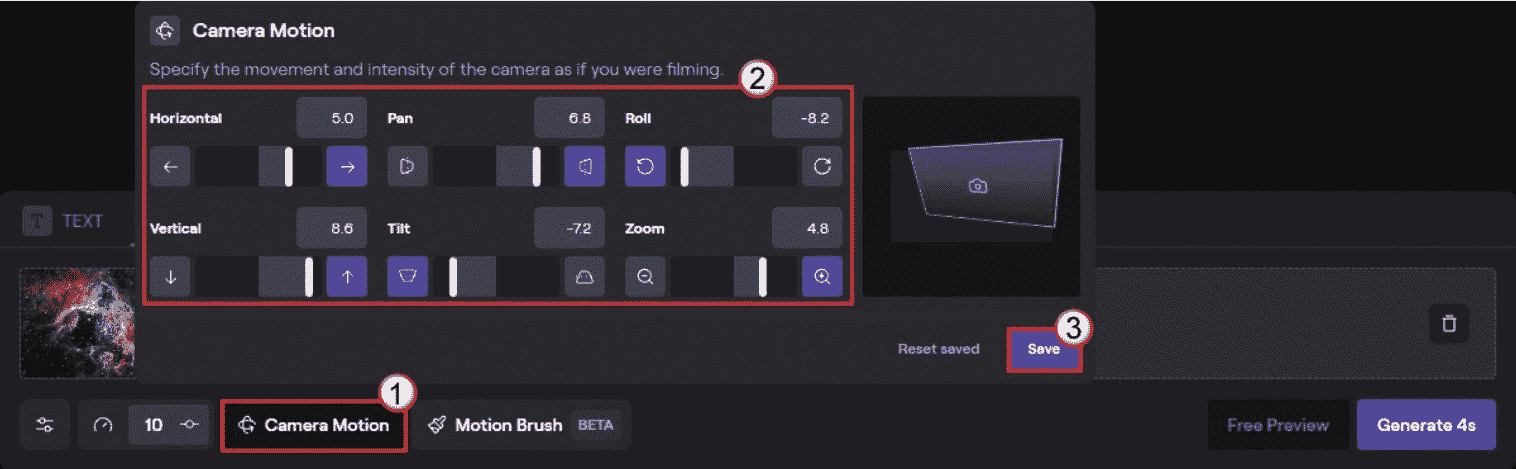 Camera Motion
Specify the movement and intensity of the camera as if you were filming.
2
Horizontal 5.0 Pan 6.8 Roll -8.2
Vertical 8.6 Tilt -7.2 Zoom 4.8
T TEXT
3
Reset saved Save
1
10 Camera Motion Motion Brush BETA Free Preview Generate 4s